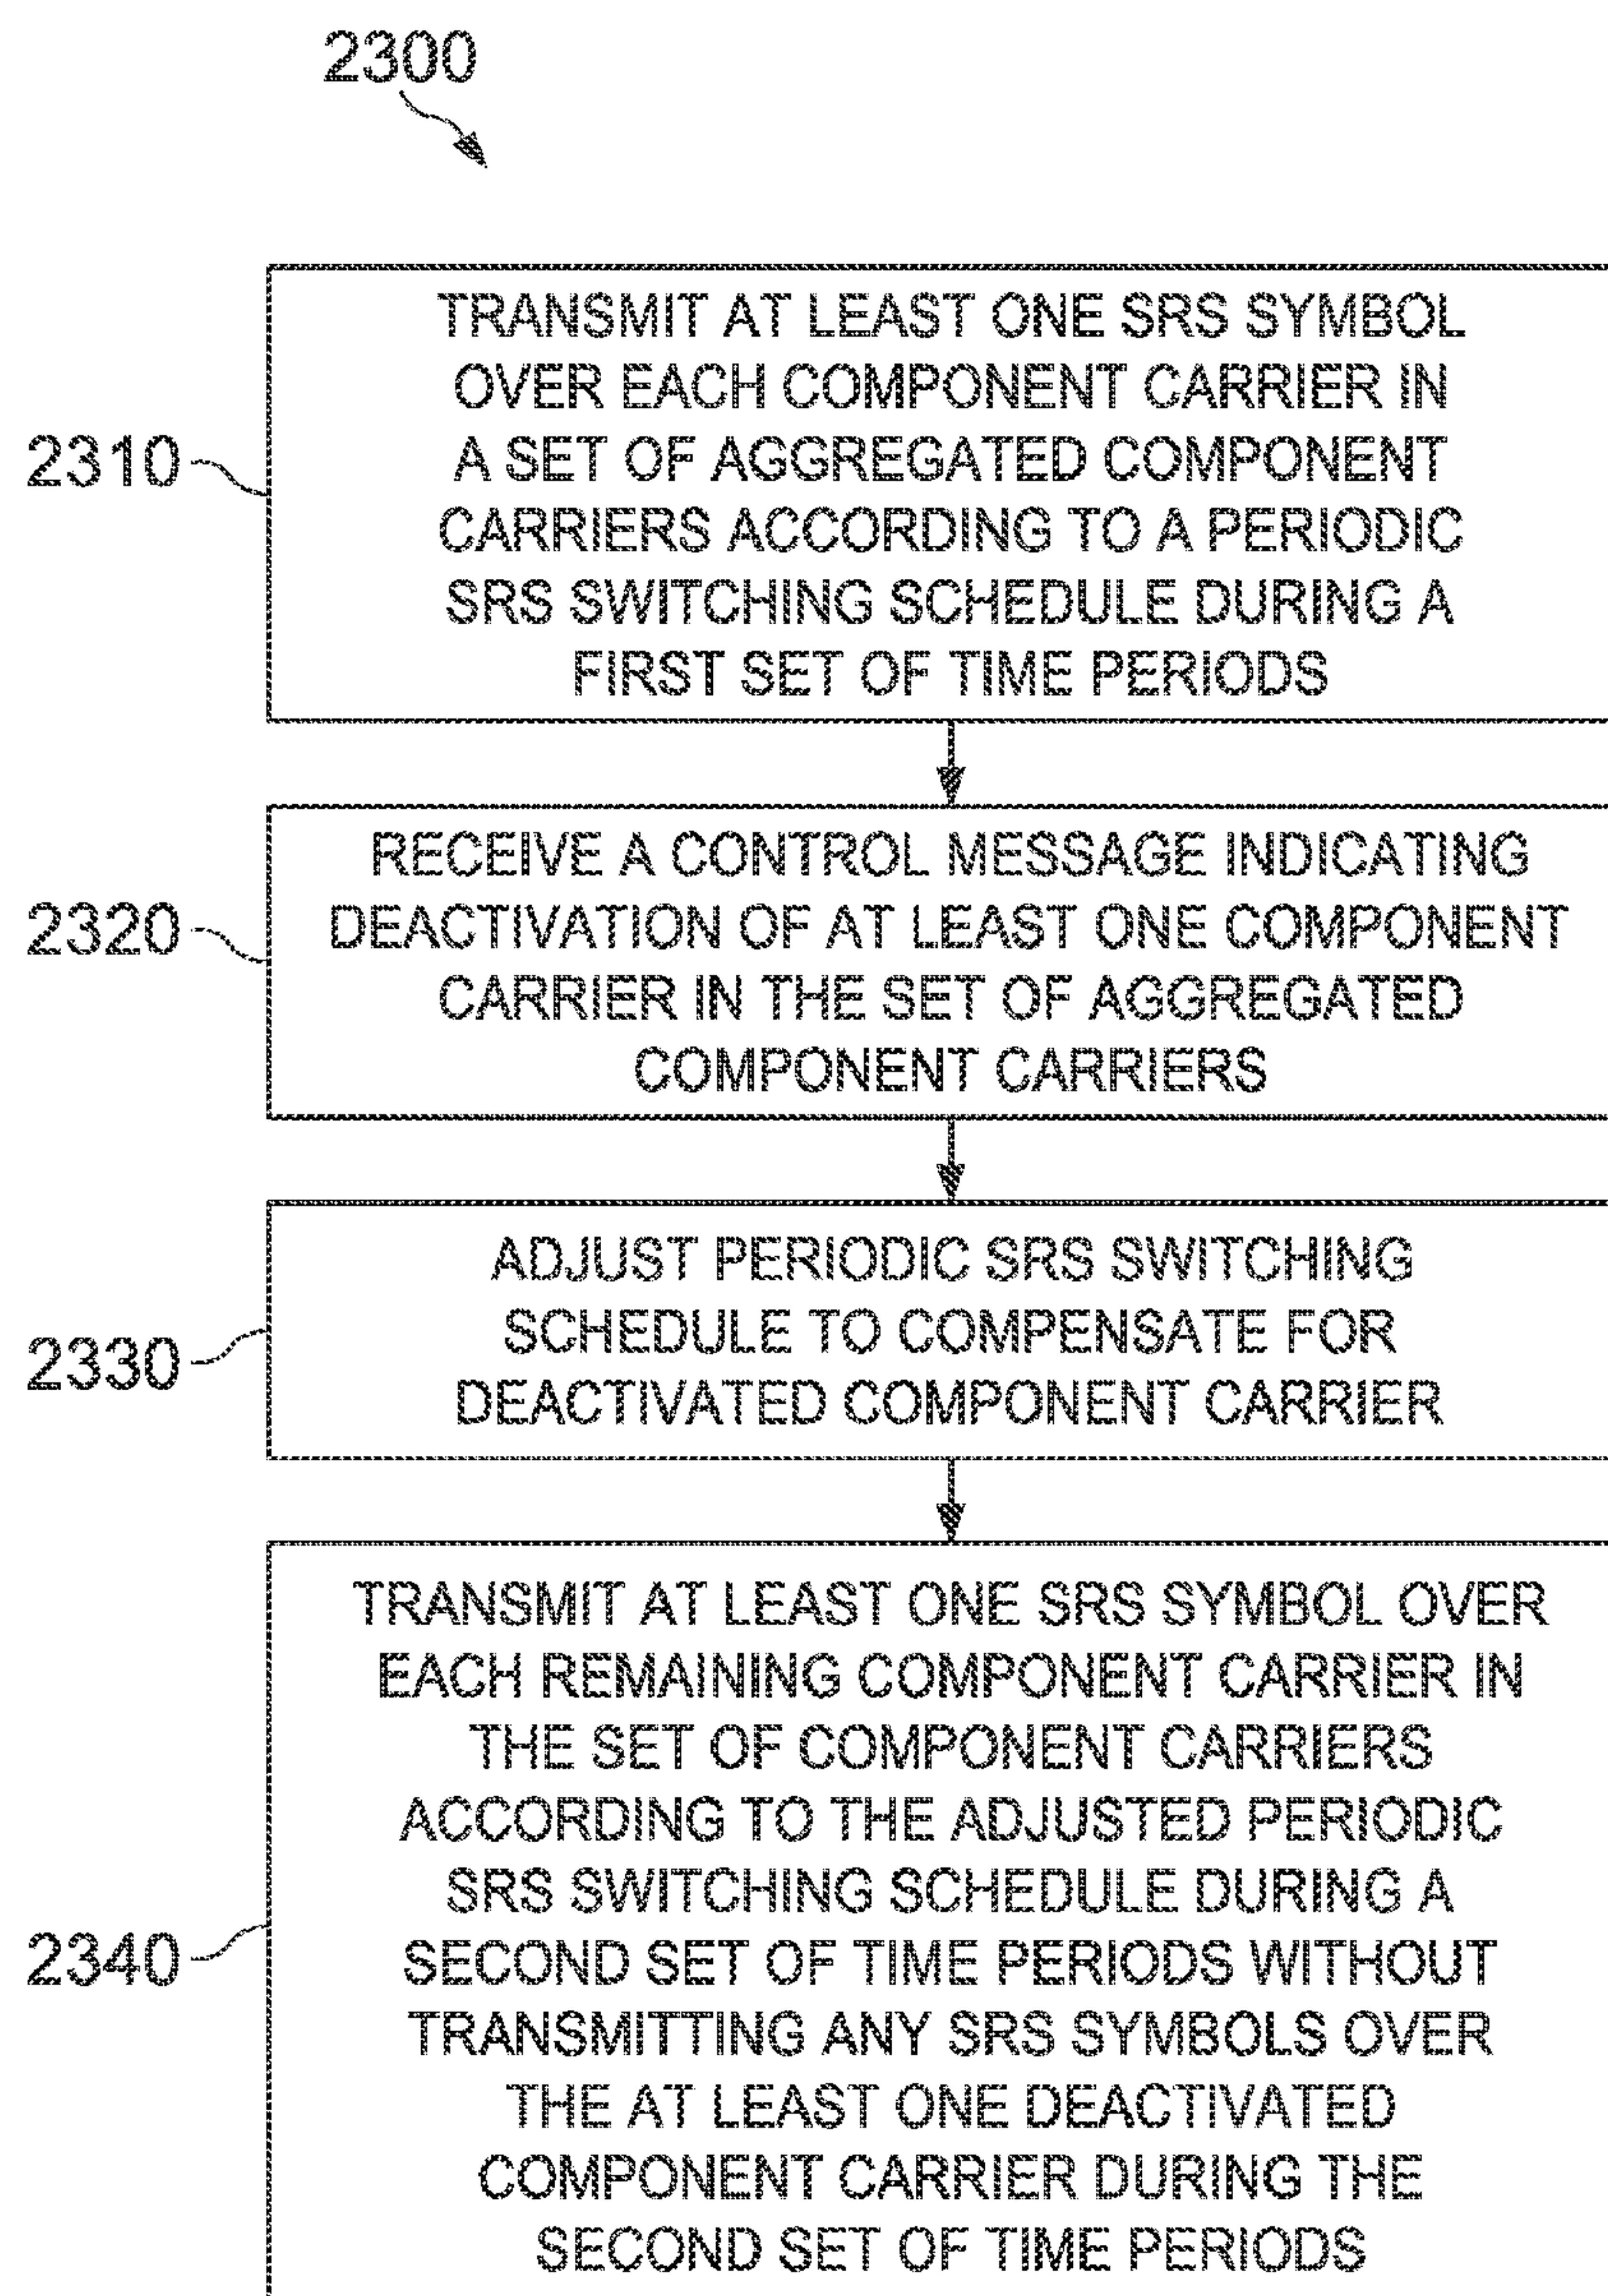 2300
2310
TRANSMIT AT LEAST ONE SRS SYMBOL
OVER EACH COMPONENT CARRIER IN
A SET OF AGGREGATED COMPONENT
CARRIERS ACCORDING TO A PERIODIC
SRS SWITCHING SCHEDULE DURING A
FIRST SET OF TIME PERIODS
2320
RECEIVE A CONTROL MESSAGE INDICATING
DEACTIVATION OF AT LEAST ONE COMPONENT
CARRIER IN THE SET OF AGGREGATED
COMPONENT CARRIERS
2330
ADJUST PERIODIC SRS SWITCHING
SCHEDULE TO COMPENSATE FOR
DEACTIVATED COMPONENT CARRIER
2340
TRANSMIT AT LEAST ONE SRS SYMBOL OVER
EACH REMAINING COMPONENT CARRIER IN
THE SET OF COMPONENT CARRIERS
ACCORDING TO THE ADJUSTED PERIODIC
SRS SWITCHING SCHEDULE DURING A
SECOND SET OF TIME PERIODS WITHOUT
TRANSMITTING ANY SRS SYMBOLS OVER
THE AT LEAST ONE DEACTIVATED
COMPONENT CARRIER DURING THE
SECOND SET OF TIME PERIODS